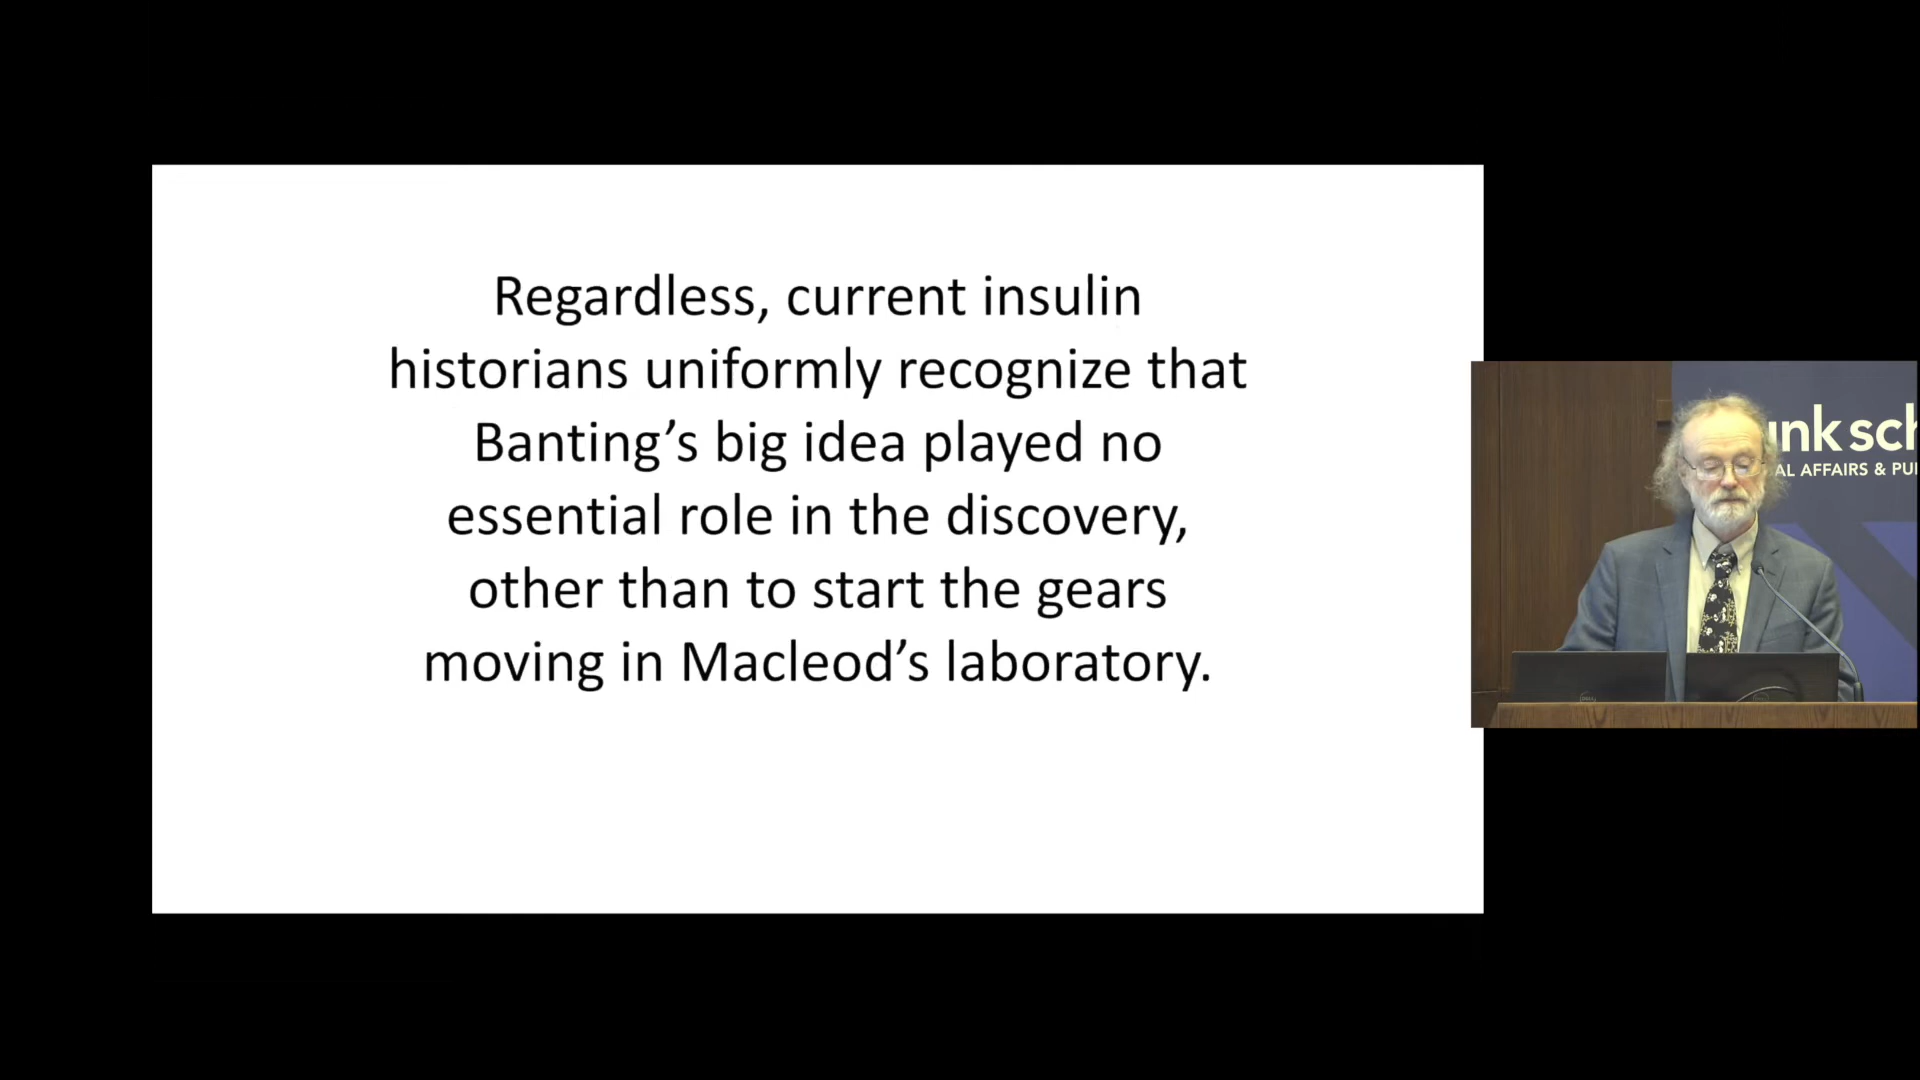 Regardless, current insulin
historians uniformly recognize that
Banting’s big idea played no
essential role in the discovery,
other than to start the gears
moving in Macleod’s laboratory.
unk sch
AL AFFAIRS & PU